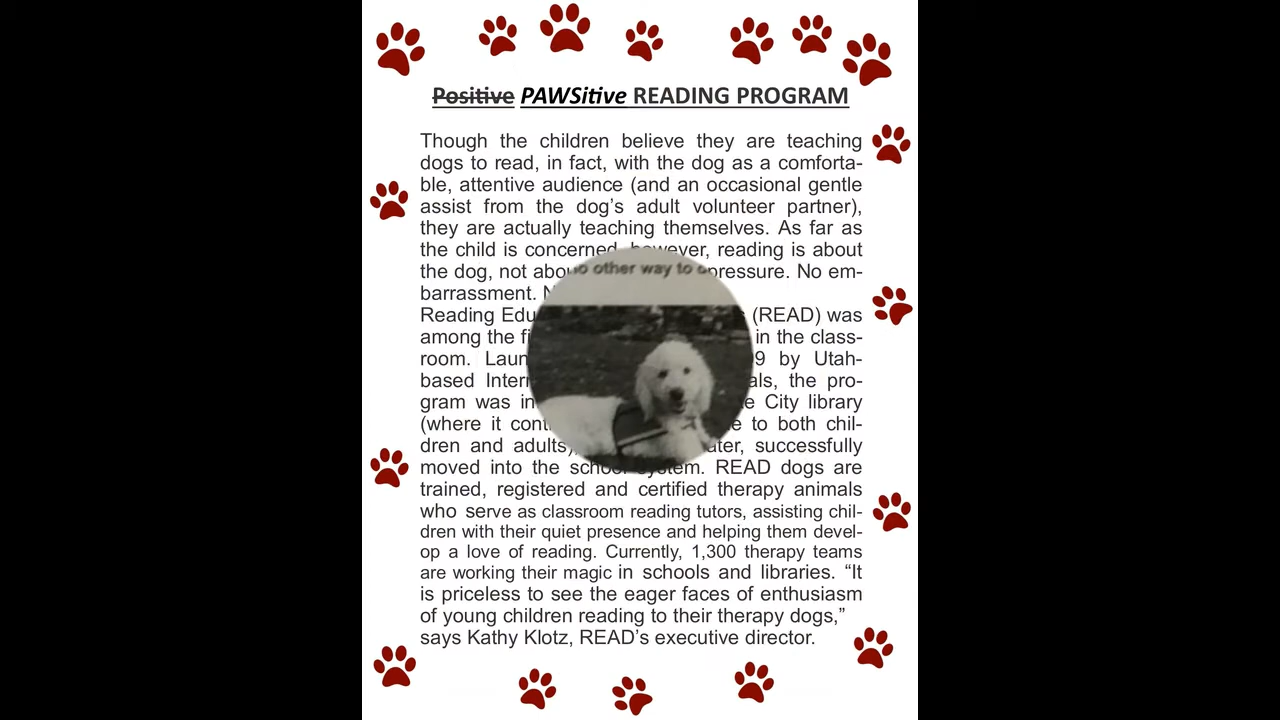 Positive PAWSitive READING PROGRAM
Though the children believe they are teaching
dogs to read, in fact, with the dog as a comforta-
ble, attentive audience (and an occasional gentle
assist from the dog's adult volunteer partner),
they are actually teaching themselves. As far as
the child is concerned, however, reading is about
the dog, not abou
no other way to
pressure. No em-
barrassment. N
Reading Edu
(READ) was
among the fi
in the class-
room. Laun
9 by Utah-
based Intern
als, the pro-
gram was in
e City library
(where it cont
e to both chil-
dren and adults)
ater, successfully
moved into the school system. READ dogs are
trained, registered and certified therapy animals
who serve as classroom reading tutors, assisting chil-
dren with their quiet presence and helping them devel-
op a love of reading. Currently, 1,300 therapy teams
are working their magic in schools and libraries. “It
is priceless to see the eager faces of enthusiasm
of young children reading to their therapy dogs,”
says Kathy Klotz, READ's executive director.